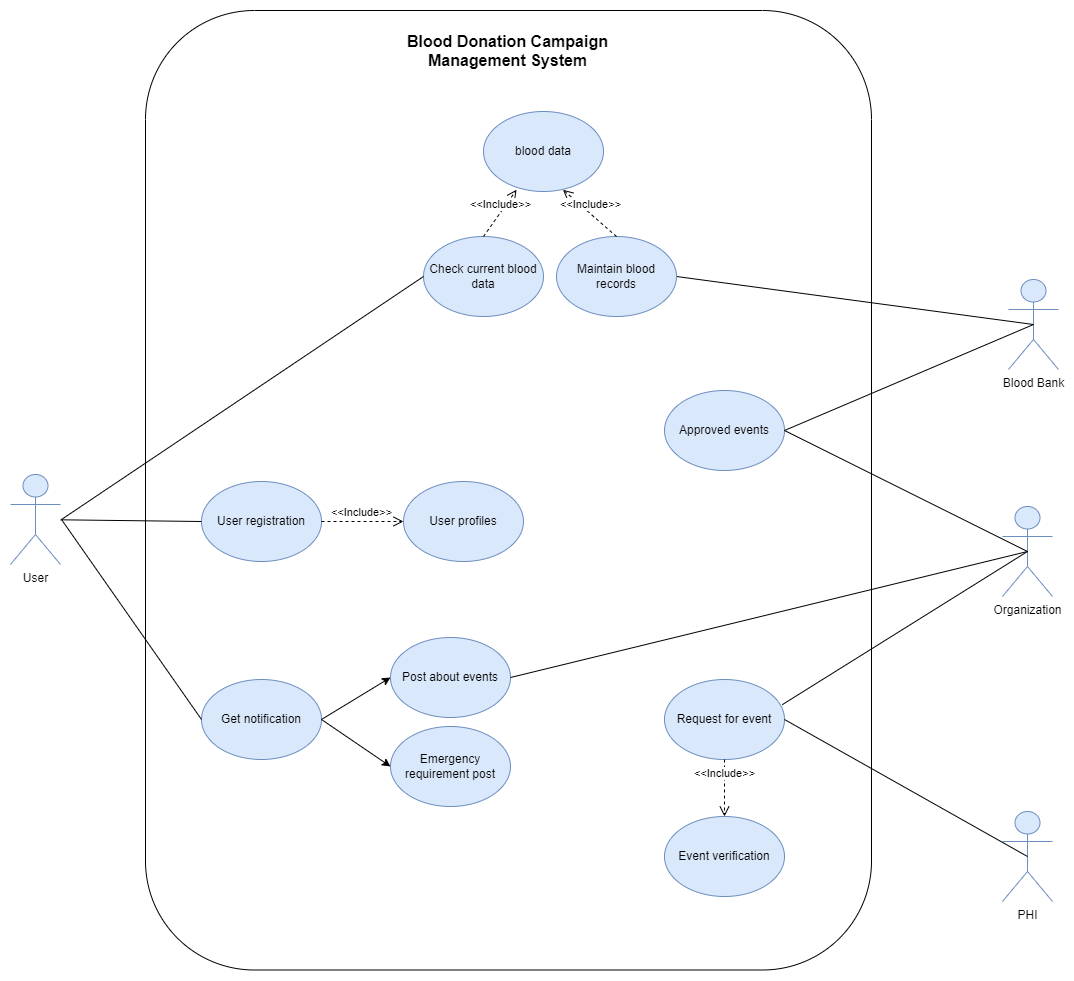 Blood Donation Campaign
Management System
blood data
<<Include>>
<<Include>>
Check current blood
data
Maintain blood
records
Blood Bank
Approved events
User
User registration
<<Include>>
User profiles
Organization
Get notification
Post about events
Emergency
requirement post
Request for event
<<Include>>
Event verification
PHI